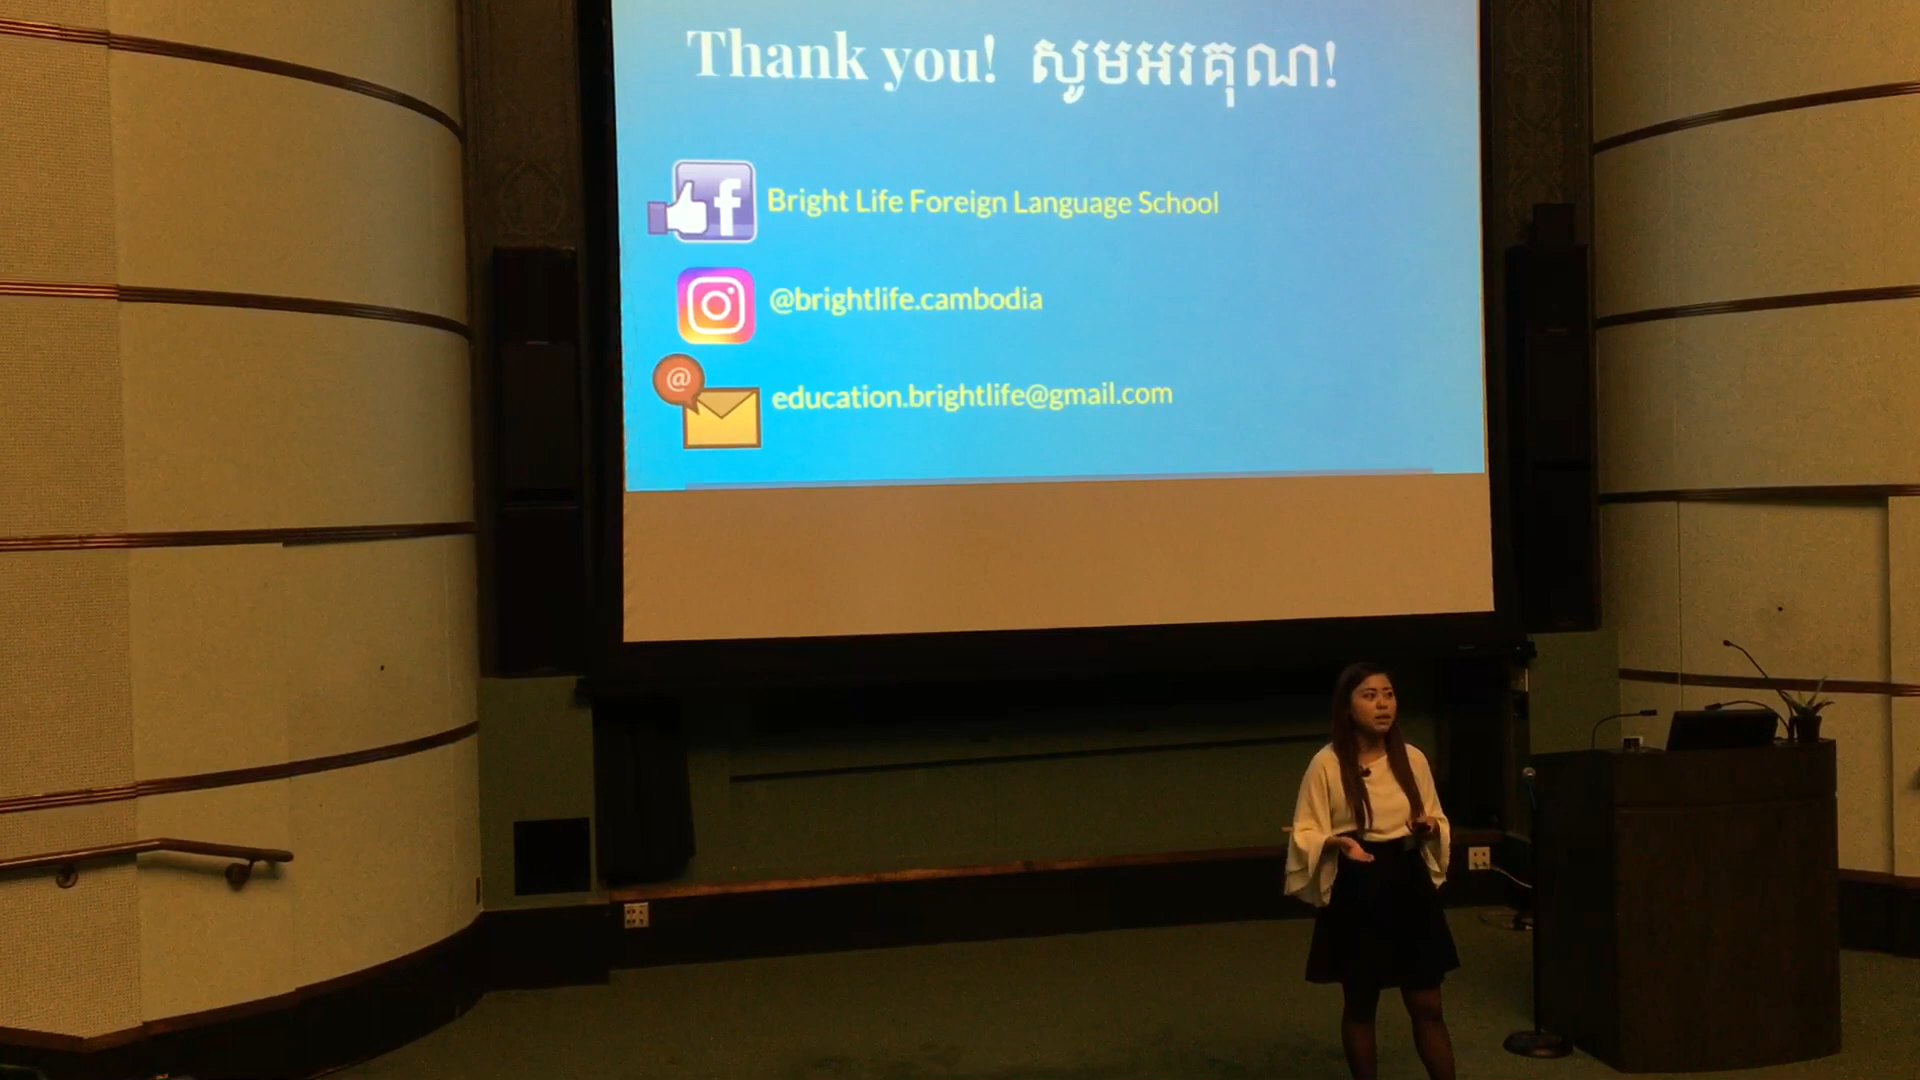 Thank you! សូមអរគុណ!
Bright Life Foreign Language School
@brightlife.cambodia
@
education.brightlife@gmail.com